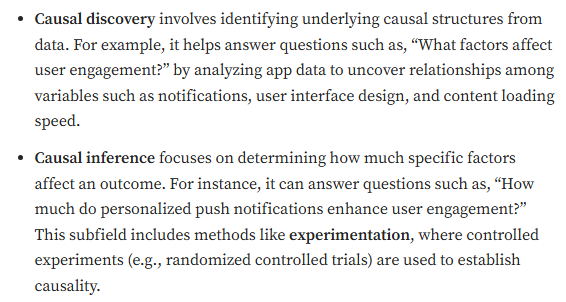 • Causal discovery involves identifying underlying causal structures from
data. For example, it helps answer questions such as, “What factors affect
user engagement?” by analyzing app data to uncover relationships among
variables such as notifications, user interface design, and content loading
speed.
• Causal inference focuses on determining how much specific factors
affect an outcome. For instance, it can answer questions such as, “How
much do personalized push notifications enhance user engagement?”
This subfield includes methods like experimentation, where controlled
experiments (e.g., randomized controlled trials) are used to establish
causality.